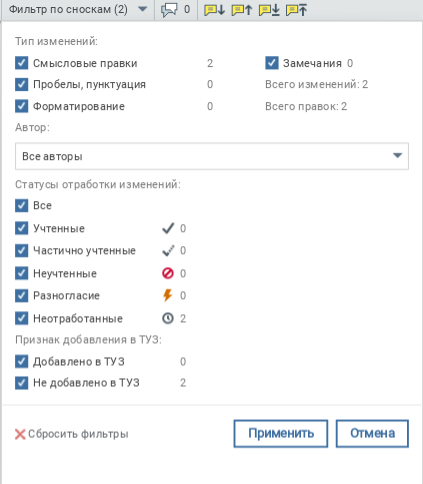 Фильтр по сноскам (2) 0
Тип изменений:
Смысловые правки 2 Замечания 0
Пробелы, пунктуация 0 Всего изменений: 2
Форматирование 0 Всего правок: 2
Автор:
Все авторы
Статусы отработки изменений:
Все
Учтенные 0
Частично учтенные 0
Неучтенные 0
Разногласие 0
Неотработанные 2
Признак добавления в ТУЗ:
Добавлено в ТУЗ 0
Не добавлено в ТУЗ 2
Сбросить фильтры Применить Отмена